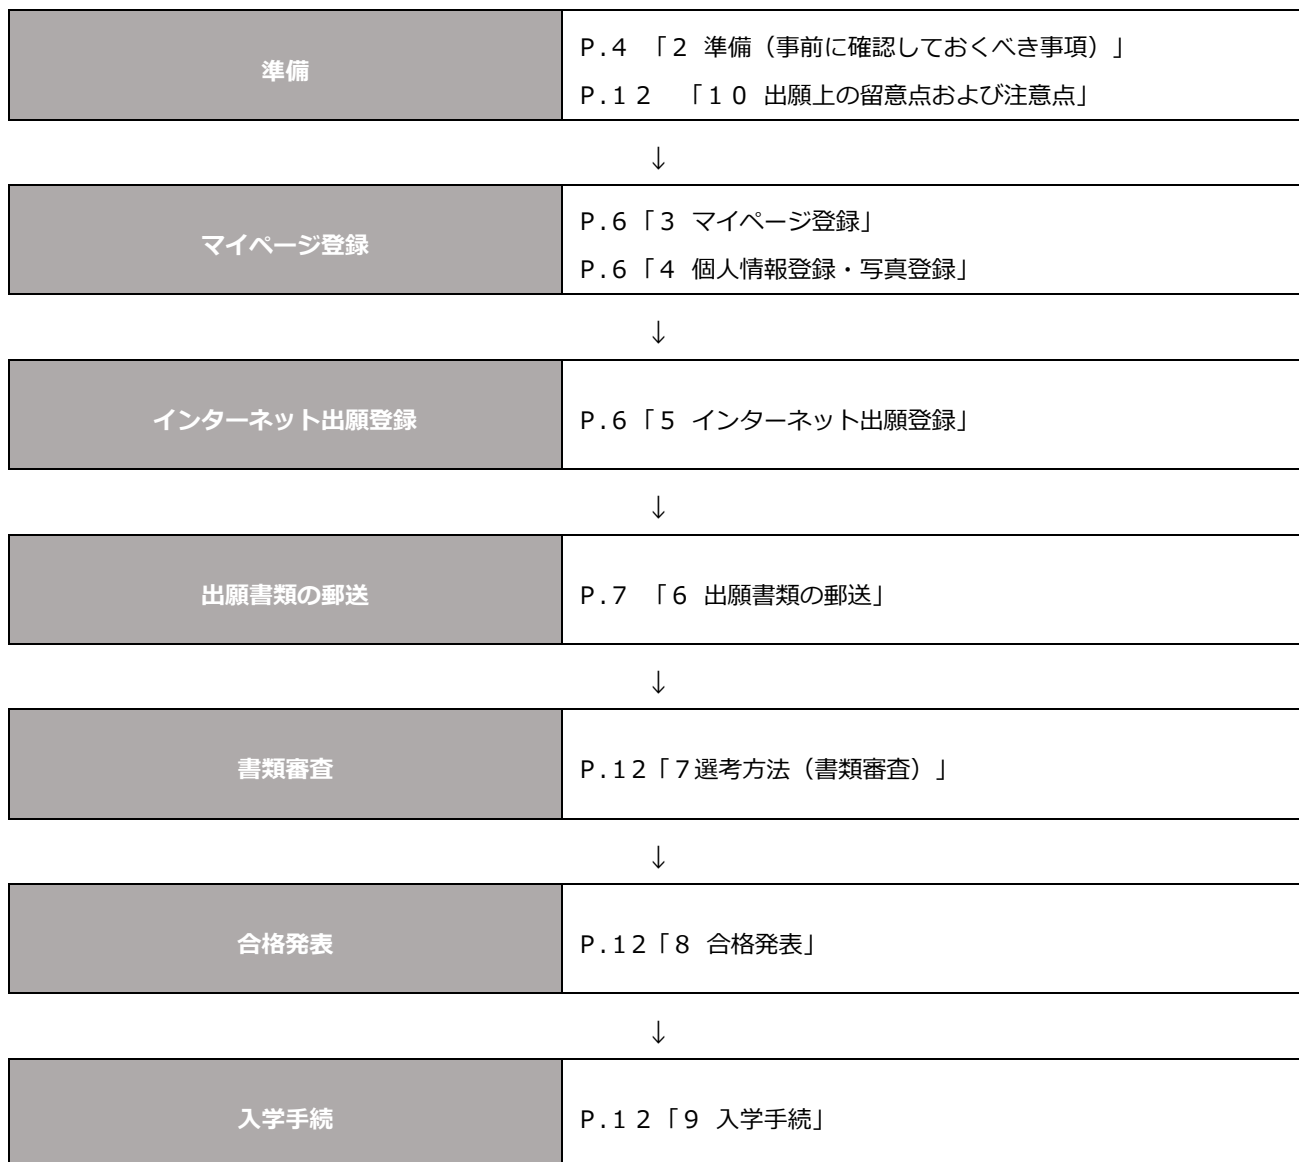 準備
Ｐ.４　「２ 準備（事前に確認しておくべき事項）」
Ｐ.１２　「１０ 出願上の留意点および注意点」
↓
マイページ登録
Ｐ.６「３ マイページ登録」
Ｐ.６「４ 個人情報登録・写真登録」
↓
インターネット出願登録
Ｐ.６「５ インターネット出願登録」
↓
出願書類の郵送
Ｐ.７　「６ 出願書類の郵送」
↓
書類審査
Ｐ.１２「７選考方法（書類審査）」
↓
合格発表
Ｐ.１２「８ 合格発表」
↓
入学手続
Ｐ.１２「９ 入学手続」